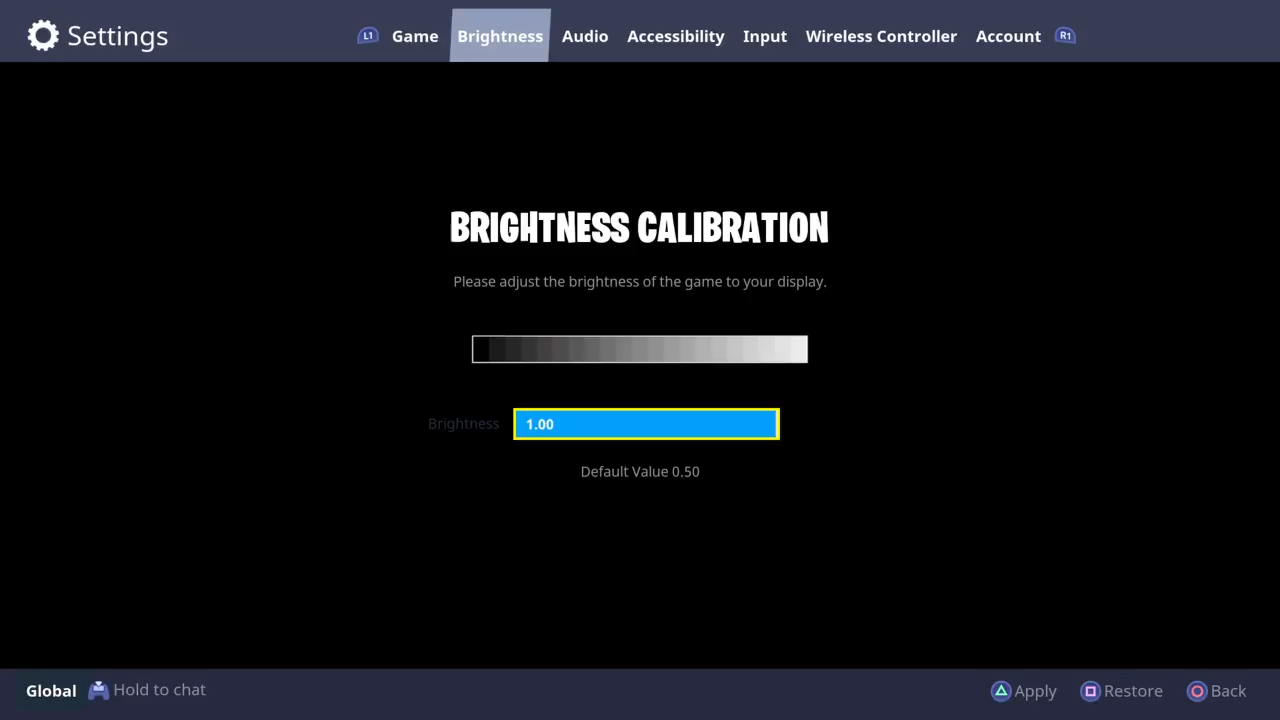 Settings L1 Game Brightness Audio Accessibility Input Wireless Controller Account R1
BRIGHTNESS CALIBRATION
Please adjust the brightness of the game to your display.
Brightness 1.00
Default Value 0.50
Global Hold to chat Apply Restore Back